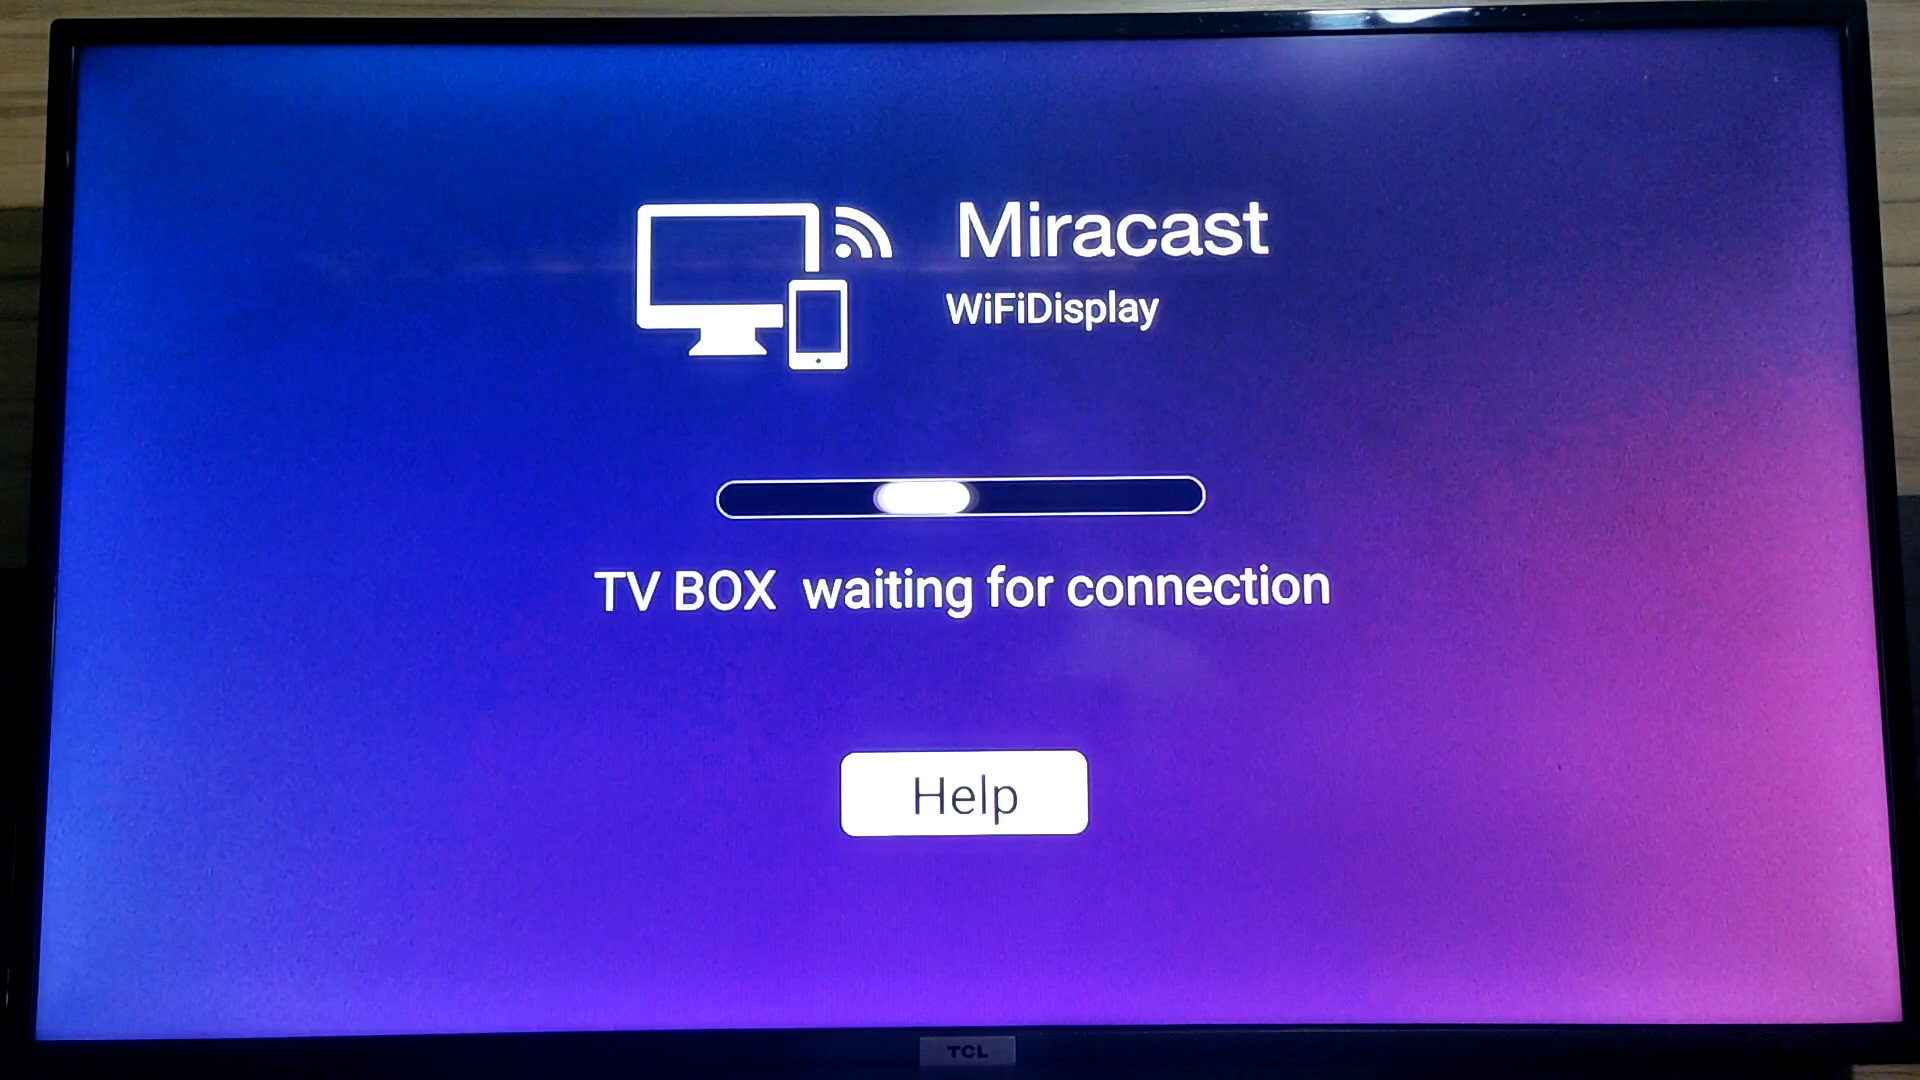 Miracast
WiFiDisplay
TV BOX waiting for connection
Help
TCL